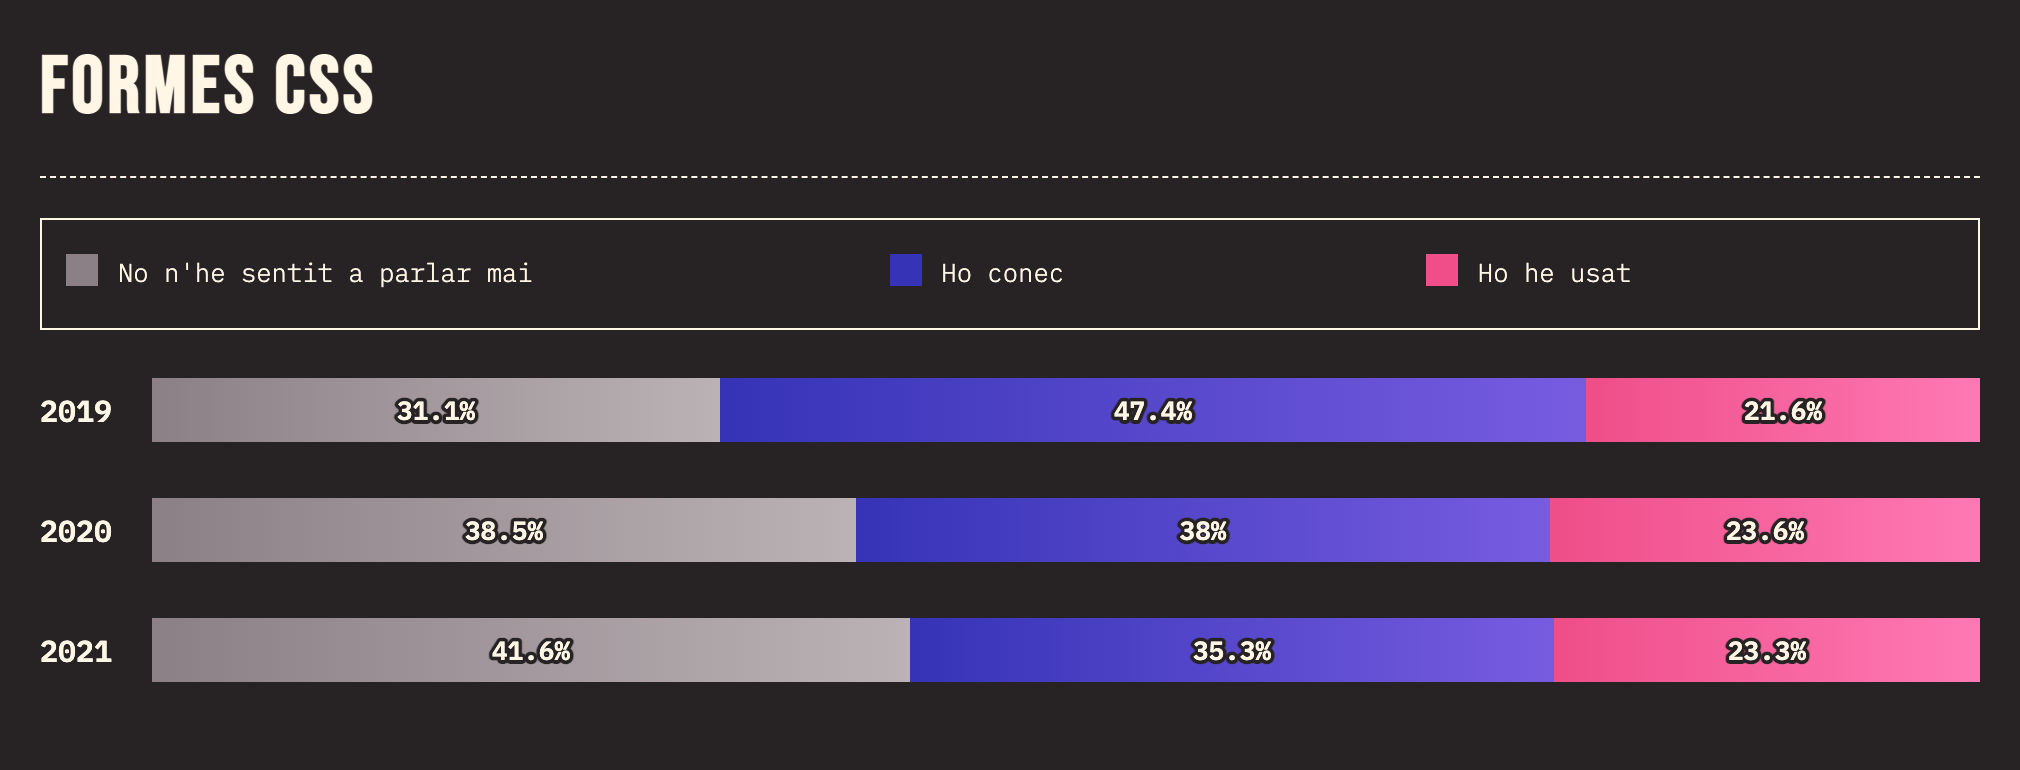 FORMES CSS
No n'he sentit a parlar mai
Ho conec
Ho he usat
2019 31.1% 47.4% 21.6%
2020 38.5% 38% 23.6%
2021 41.6% 35.3% 23.3%